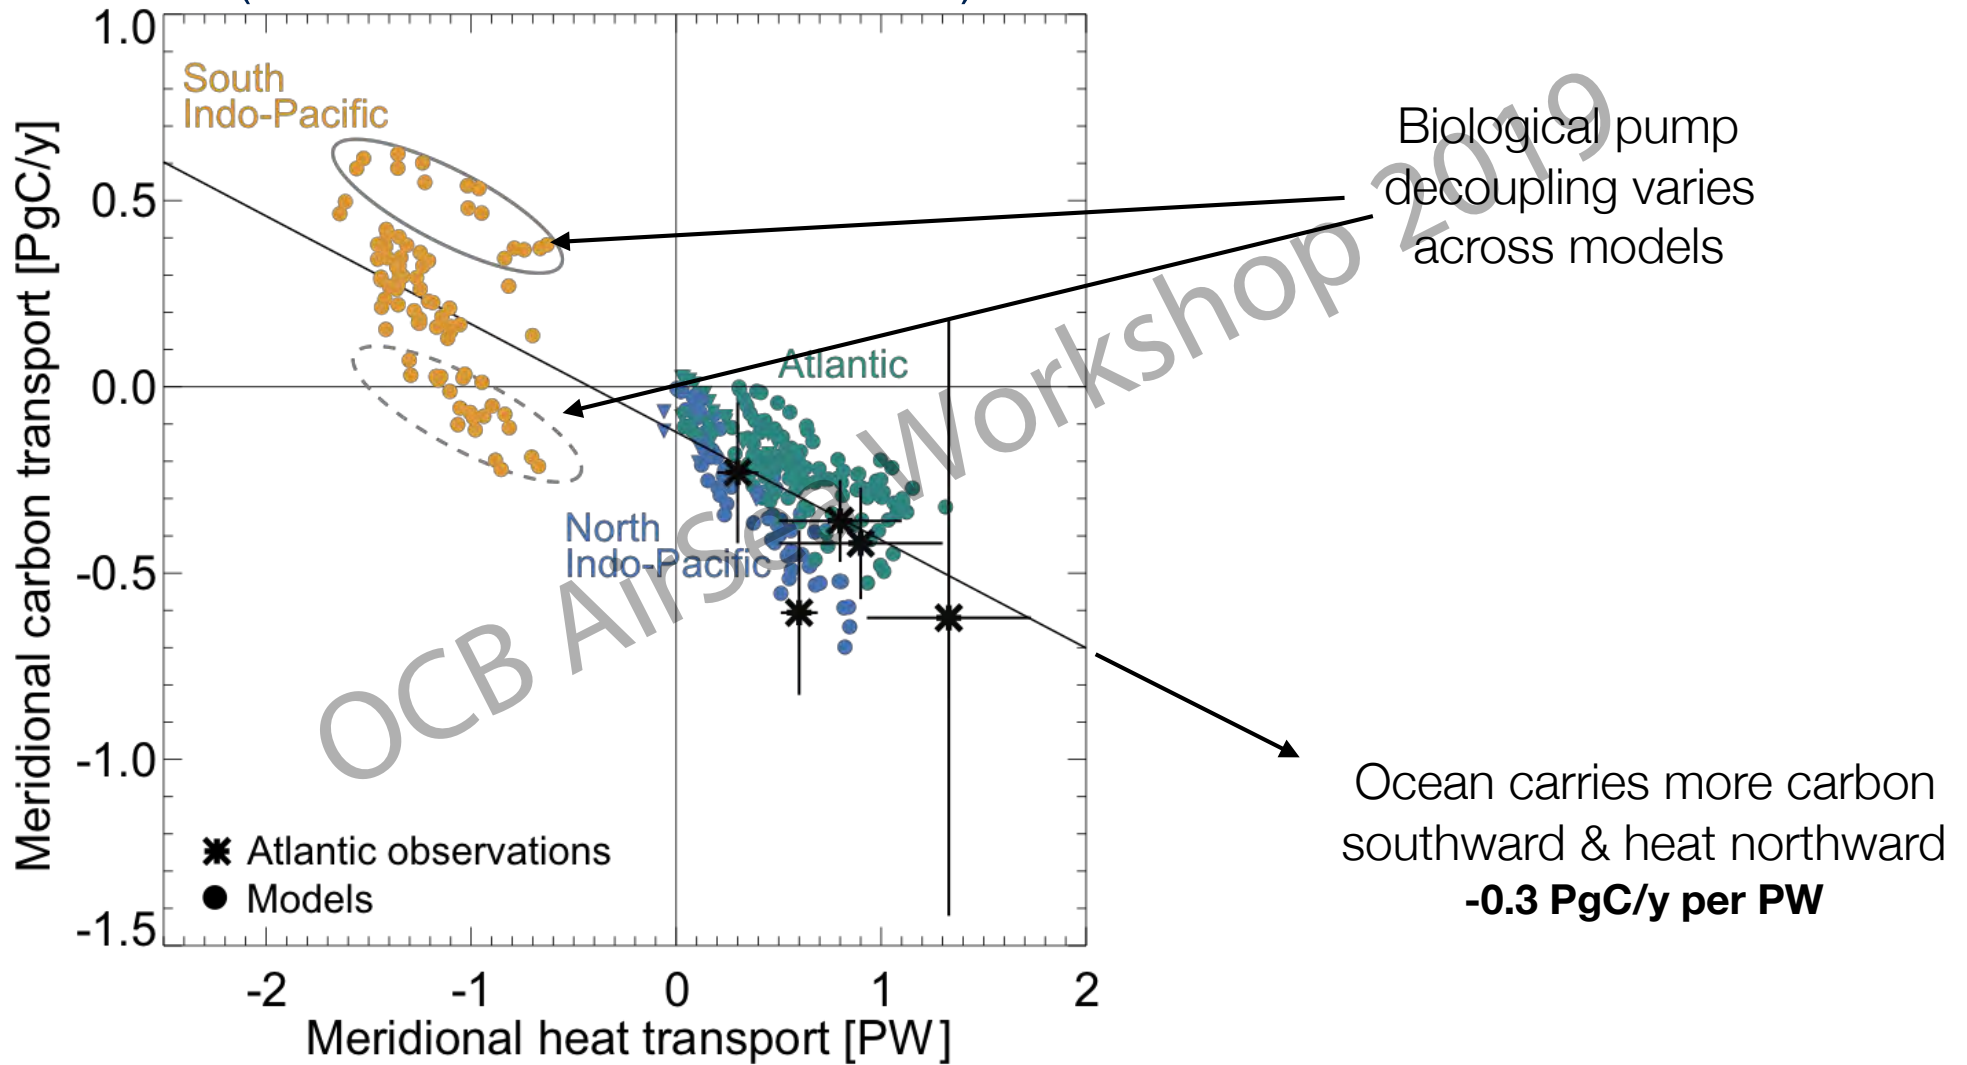 1.0
0.5
0.0
-0.5
-1.0
-1.5
Meridional carbon transport [PgC/y]
South
Indo-Pacific
Atlantic
North
Indo-Pacific
Atlantic observations
Models
-2
-1
0
1
2
Meridional heat transport [PW]
Biological pump
decoupling varies
across models
Ocean carries more carbon
southward & heat northward
-0.3 PgC/y per PW
OCB AirSea Workshop 2019